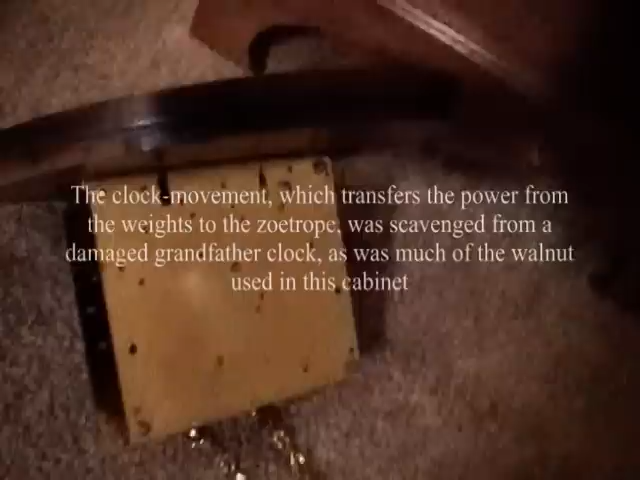 The clock-movement, which transfers the power from
the weights to the zoetrope, was scavenged from a
damaged grandfather clock, as was much of the walnut
used in this cabinet